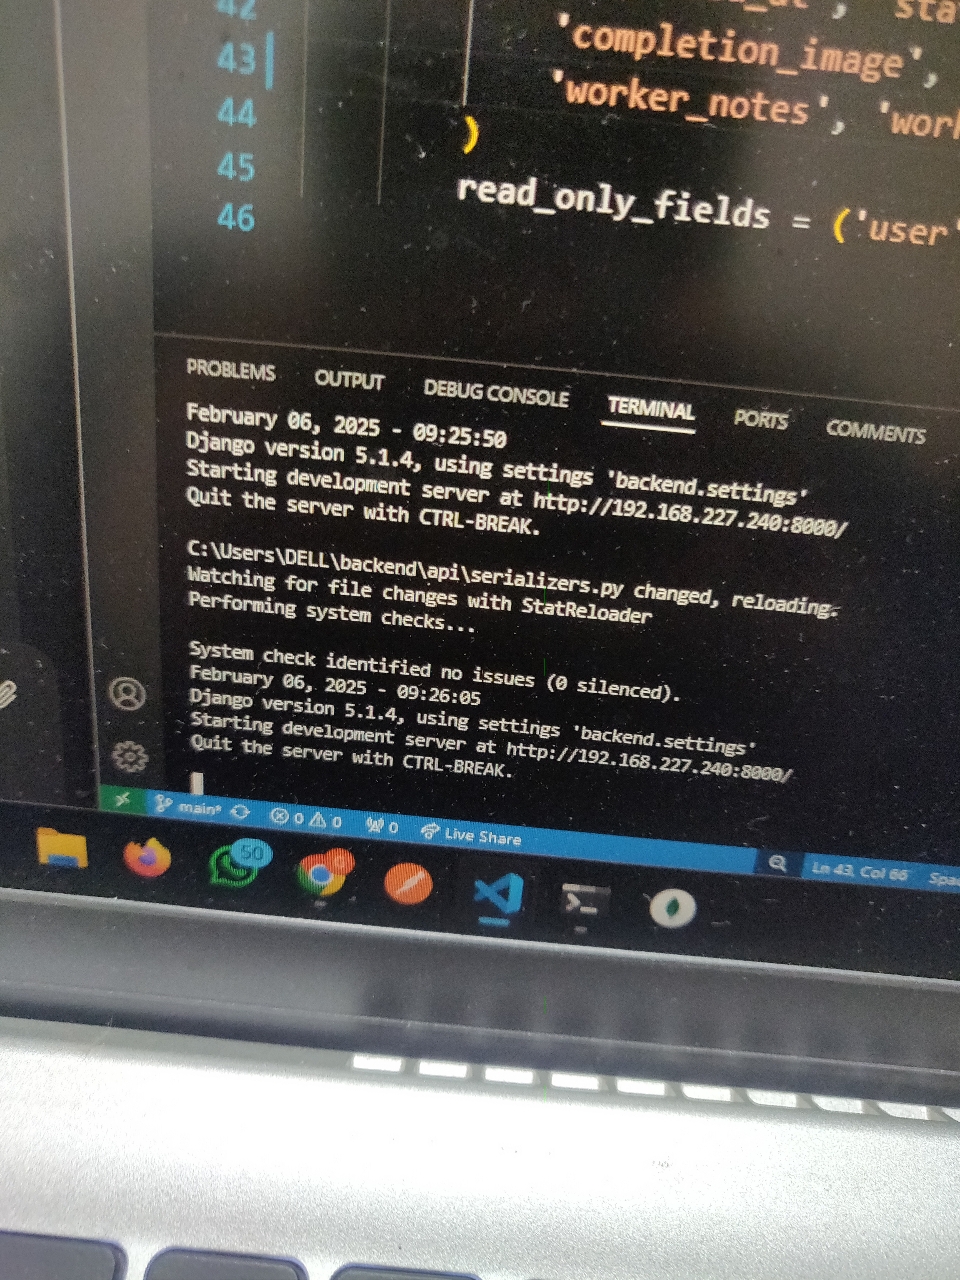 42
43
'completion_image',
44
'worker_notes',
45
)
46
read_only_fields = ('user'
PROBLEMS OUTPUT DEBUG CONSOLE TERMINAL PORTS COMMENTS
February 06, 2025 - 09:25:50
Django version 5.1.4, using settings 'backend.settings'
Starting development server at http://192.168.227.240:8000/
Quit the server with CTRL-BREAK.
C:\Users\DELL\backend\api\serializers.py changed, reloading.
Watching for file changes with StatReloader
Performing system checks...
System check identified no issues (0 silenced).
February 06, 2025 - 09:26:05
Django version 5.1.4, using settings 'backend.settings'
Starting development server at http://192.168.227.240:8000/
Quit the server with CTRL-BREAK.
main* 0 0 0 Live Share Ln 43, Col 66
50